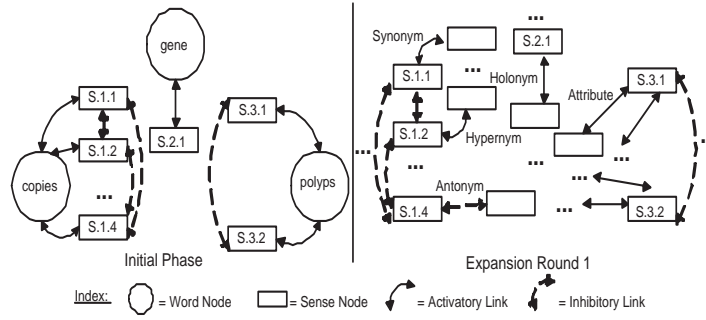 gene
S.1.1
S.1.2
...
S.1.4
copies
S.2.1
S.3.1
S.3.2
polyps
Initial Phase
Synonym
...
S.2.1
S.1.1
...
Holonym
S.3.1
Attribute
S.1.2
Hypernym
...
...
...
...
...
Antonym
S.1.4
...
S.3.2
Expansion Round 1
Index: = Word Node = Sense Node = Activatory Link = Inhibitory Link